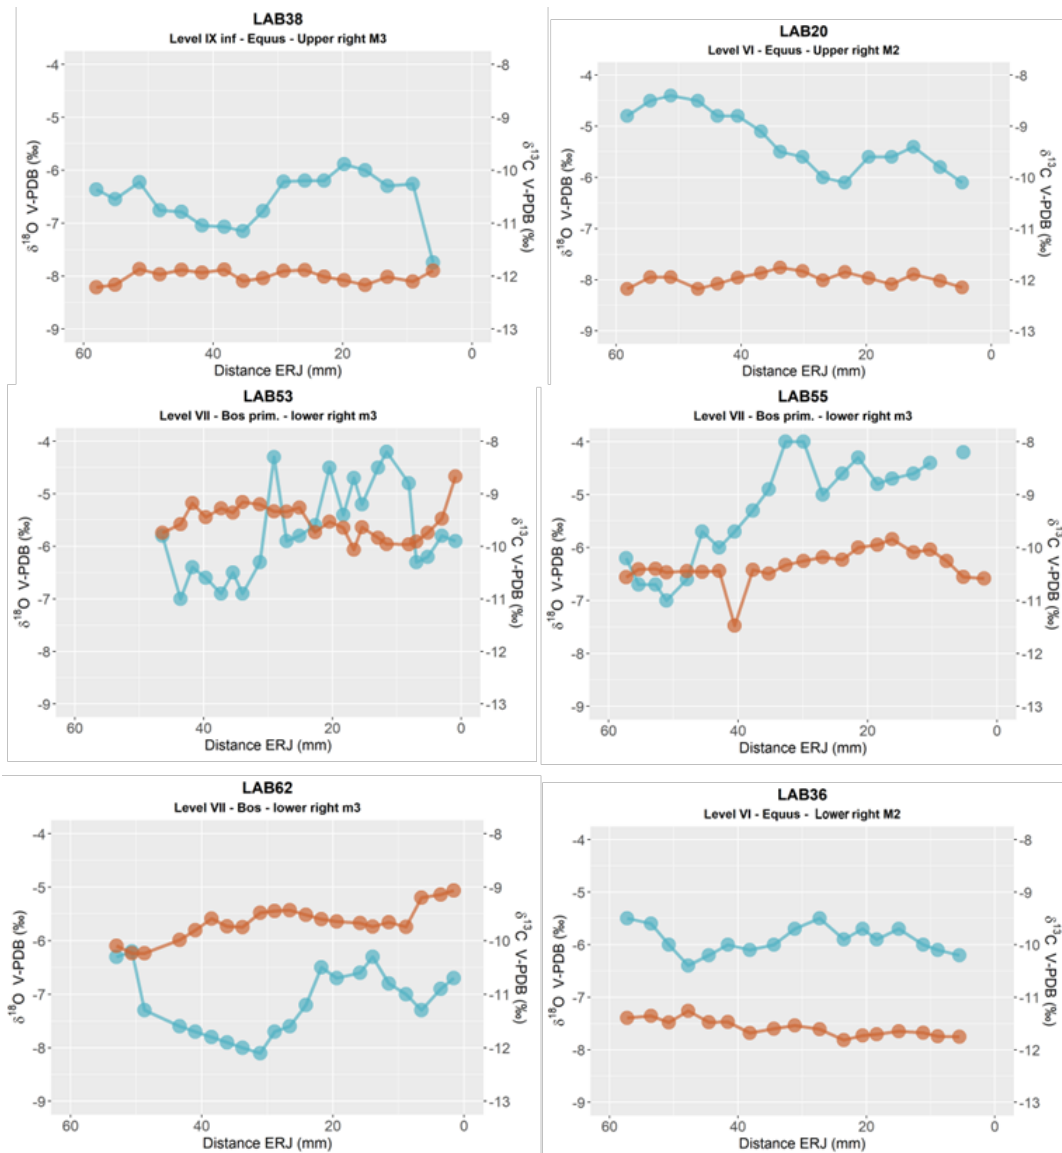 LAB38
Level IX inf - Equus - Upper right M3
-4
-5
-6
-7
-8
-9
δ18O V-PDB (‰)
-8
-9
-10
-11
-12
-13
δ13C V-PDB (‰)
60 40 20 0
Distance ERJ (mm)
LAB20
Level VI - Equus - Upper right M2
-4
-5
-6
-7
-8
-9
δ18O V-PDB (‰)
-8
-9
-10
-11
-12
-13
δ13C V-PDB (‰)
60 40 20 0
Distance ERJ (mm)
LAB53
Level VII - Bos prim. - lower right m3
-4
-5
-6
-7
-8
-9
δ18O V-PDB (‰)
-8
-9
-10
-11
-12
-13
δ13C V-PDB (‰)
60 40 20 0
Distance ERJ (mm)
LAB55
Level VII - Bos prim. - lower right m3
-4
-5
-6
-7
-8
-9
δ18O V-PDB (‰)
-8
-9
-10
-11
-12
-13
δ13C V-PDB (‰)
60 40 20 0
Distance ERJ (mm)
LAB62
Level VII - Bos - lower right m3
-4
-5
-6
-7
-8
-9
δ18O V-PDB (‰)
-8
-9
-10
-11
-12
-13
δ13C V-PDB (‰)
60 40 20 0
Distance ERJ (mm)
LAB36
Level VI - Equus - Lower right M2
-4
-5
-6
-7
-8
-9
δ18O V-PDB (‰)
-8
-9
-10
-11
-12
-13
δ13C V-PDB (‰)
60 40 20 0
Distance ERJ (mm)